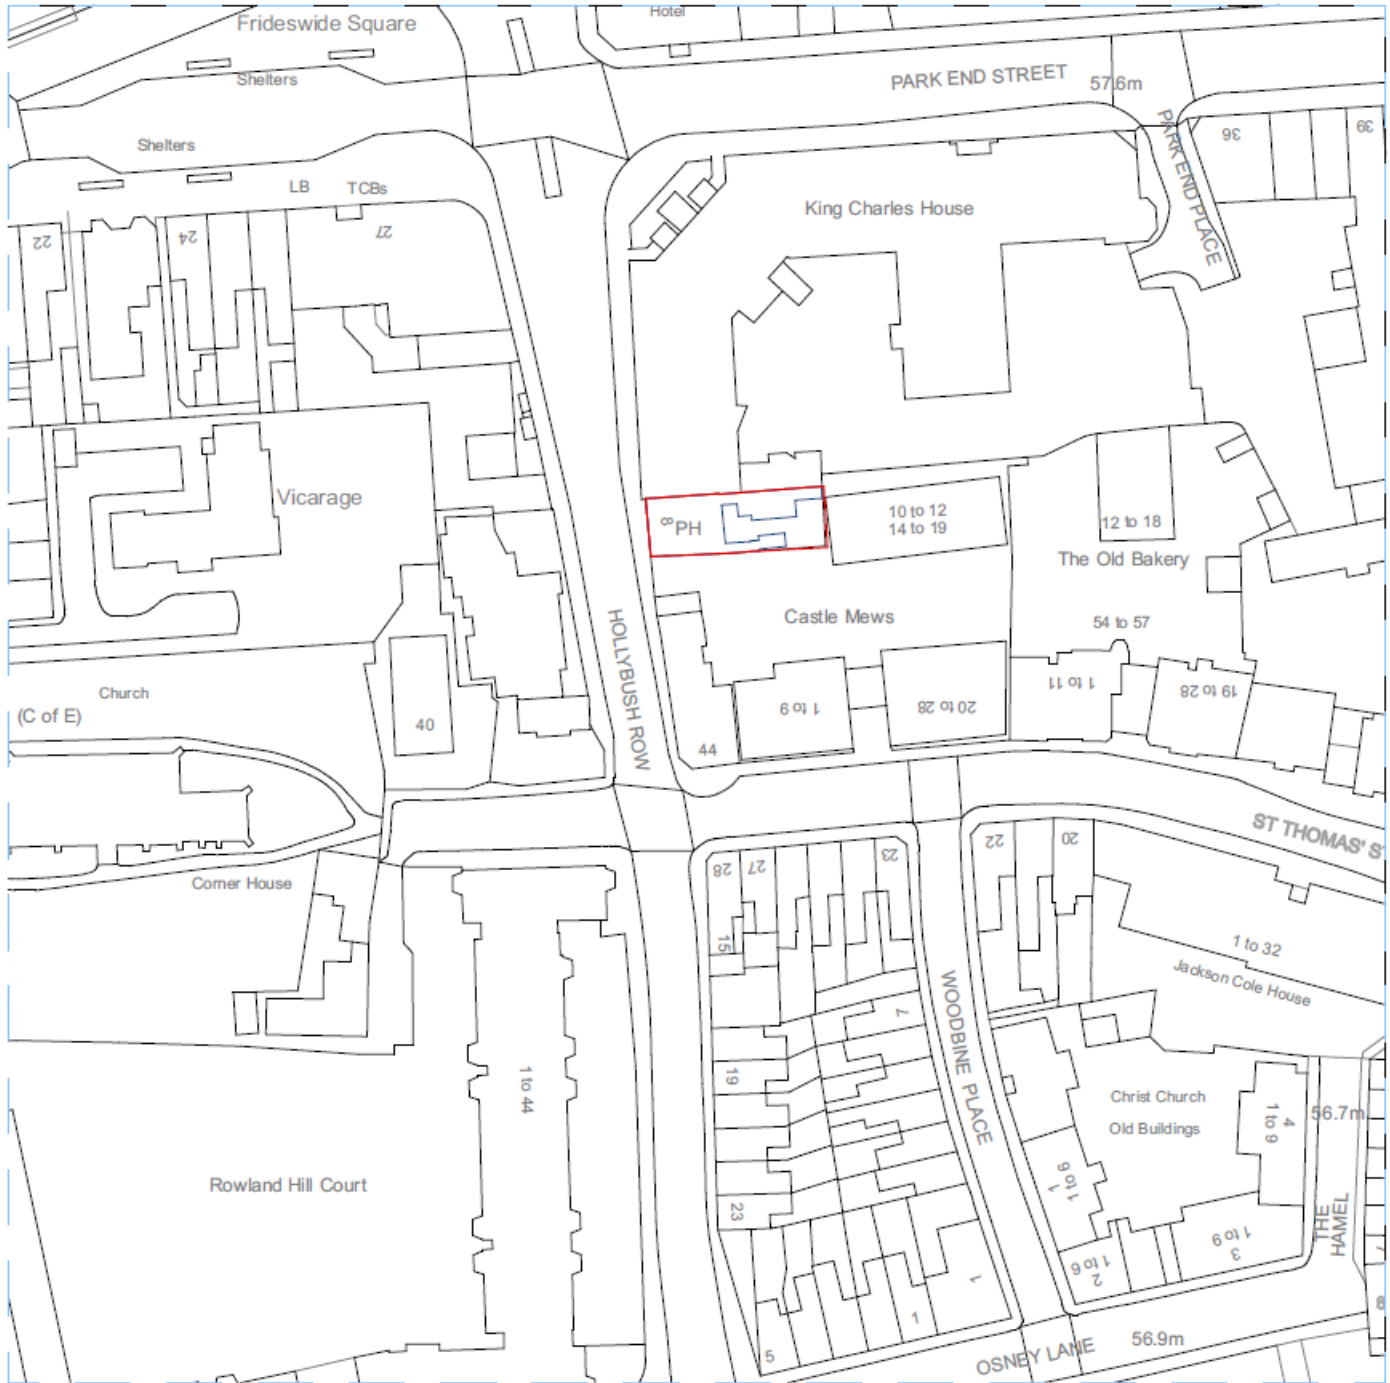 Frideswide Square
Hotel
Shelters
PARK END STREET
57.6m
Shelters
LB
TCBs
PARK END PLACE
36
39
King Charles House
22
24
27
Vicarage
8
PH
10 to 12
14 to 19
12 to 18
The Old Bakery
HOLLYBUSH ROW
Castle Mews
54 to 57
1 to 11
19 to 28
Church
(C of E)
40
44
1 to 9
20 to 28
ST THOMAS' S
Corner House
28
27
23
22
20
15
1 to 32
Jackson Cole House
WOODBINE PLACE
7
19
1 to 44
Christ Church
Old Buildings
4
1 to 9
56.7m
Rowland Hill Court
1
1 to 6
23
THE
HAMEL
1 to 9
3
1 to 6
2
1
1
5
OSNEY LANE
56.9m
8